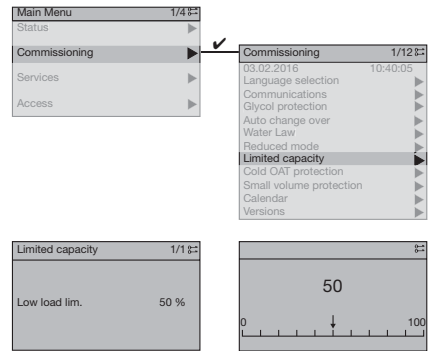 Main Menu 1/4
Status
Commissioning
Services
Access
Commissioning 1/12
03.02.2016 10:40:05
Language selection
Communications
Glycol protection
Auto change over
Water Law
Reduced mode
Limited capacity
Cold OAT protection
Small volume protection
Calendar
Versions
Limited capacity 1/1
Low load lim. 50 %
50
0 100